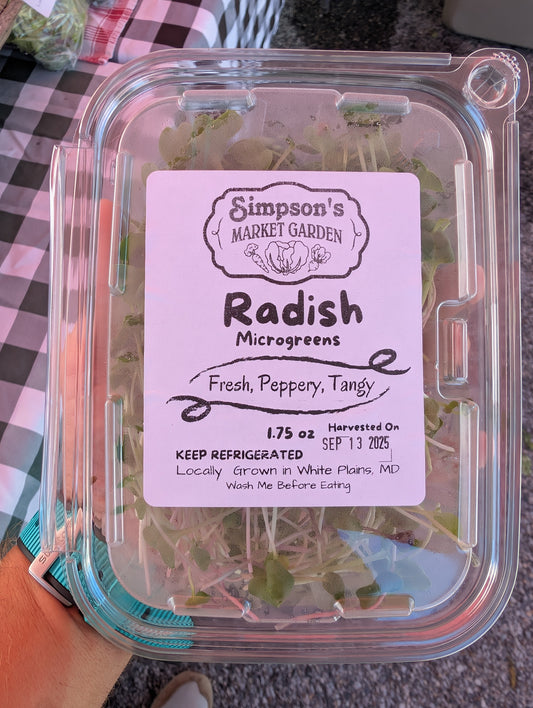 Simpson's
MARKET GARDEN
Radish
Microgreens
Fresh, Peppery, Tangy
1.75 oz Harvested On
SEP 13 2025
KEEP REFRIGERATED
Locally Grown in White Plains, MD
Wash Me Before Eating